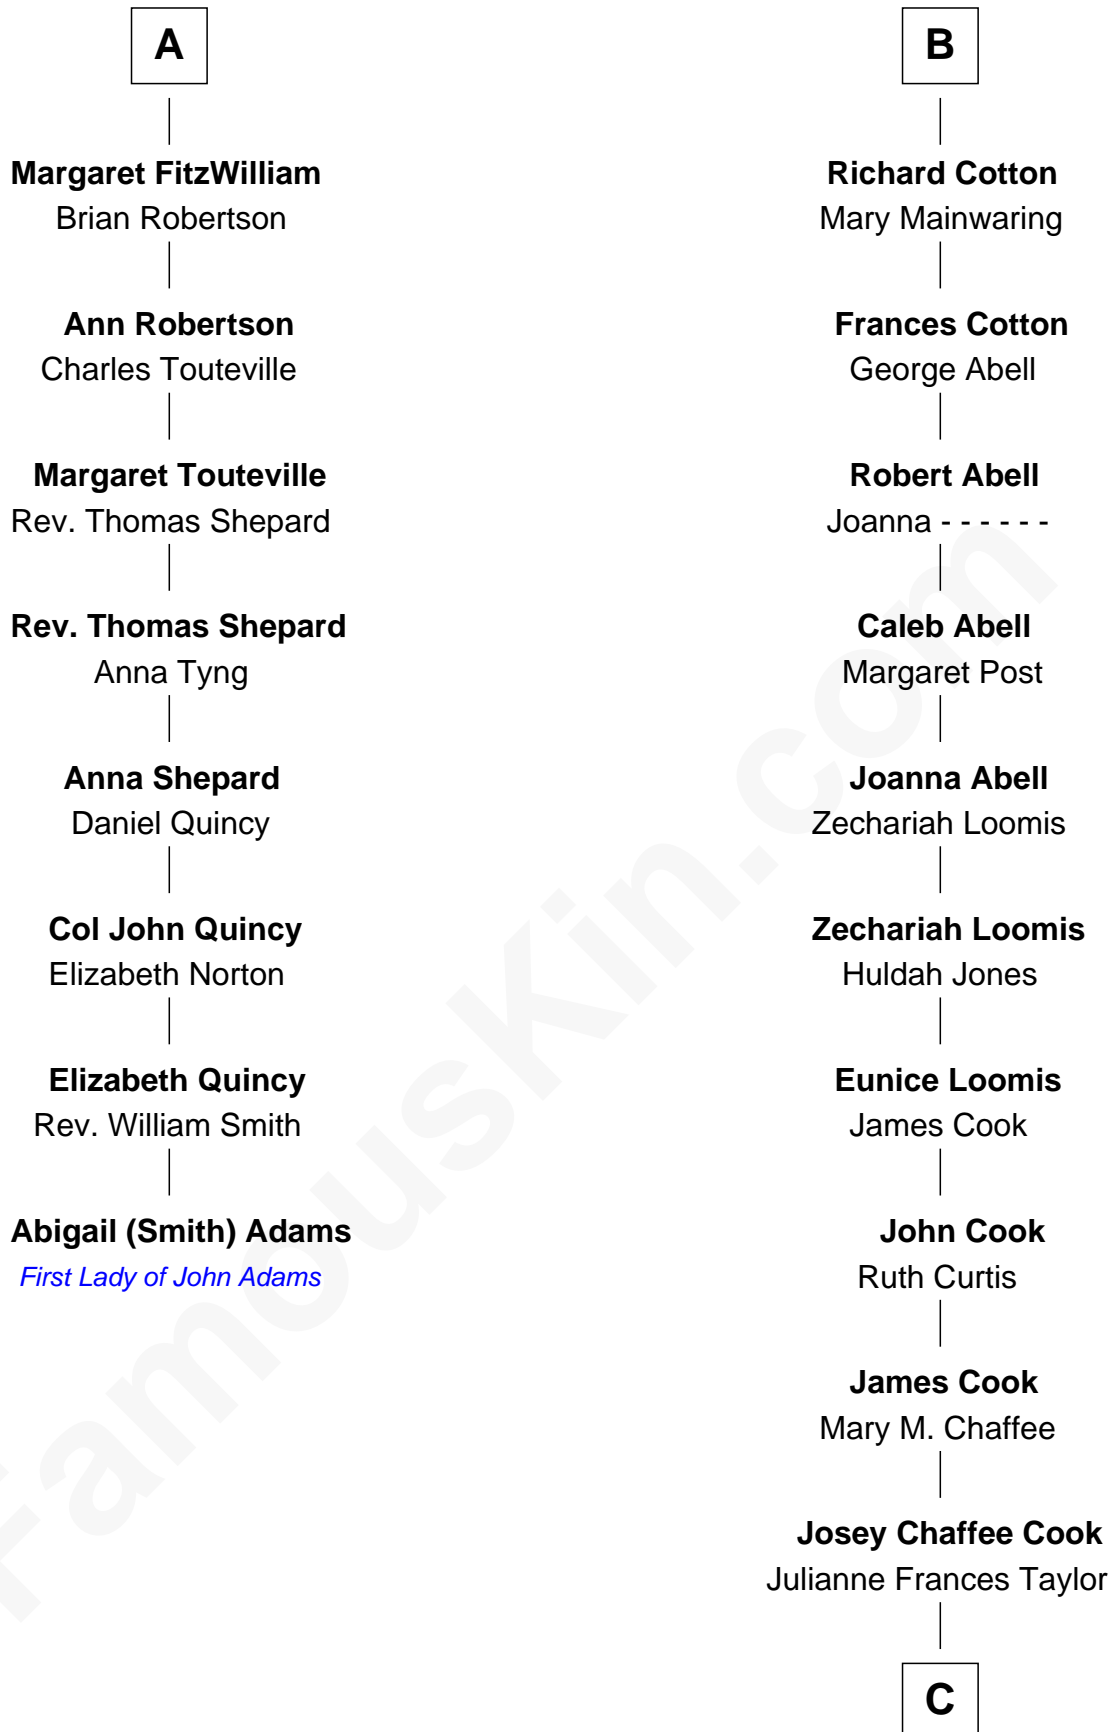 A
Margaret FitzWilliam
Brian Robertson
Ann Robertson
Charles Touteville
Margaret Touteville
Rev. Thomas Shepard
Rev. Thomas Shepard
Anna Tyng
Anna Shepard
Daniel Quincy
Col John Quincy
Elizabeth Norton
Elizabeth Quincy
Rev. William Smith
Abigail (Smith) Adams
First Lady of John Adams
B
Richard Cotton
Mary Mainwaring
Frances Cotton
George Abell
Robert Abell
Joanna - - - - - -
Caleb Abell
Margaret Post
Joanna Abell
Zechariah Loomis
Zechariah Loomis
Huldah Jones
Eunice Loomis
James Cook
John Cook
Ruth Curtis
James Cook
Mary M. Chaffee
Josey Chaffee Cook
Julianne Frances Taylor
C
FamousKin.com